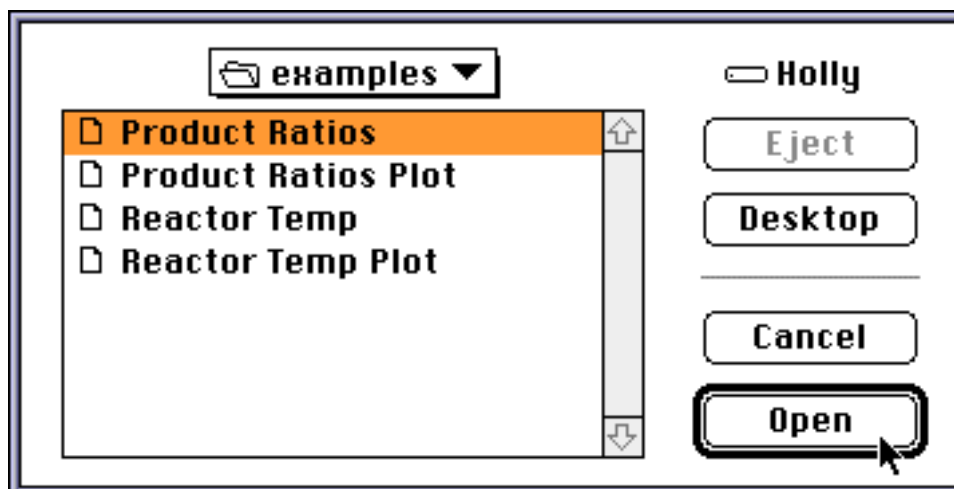 examples
Holly
Product Ratios
Product Ratios Plot
Reactor Temp
Reactor Temp Plot
Eject
Desktop
Cancel
Open